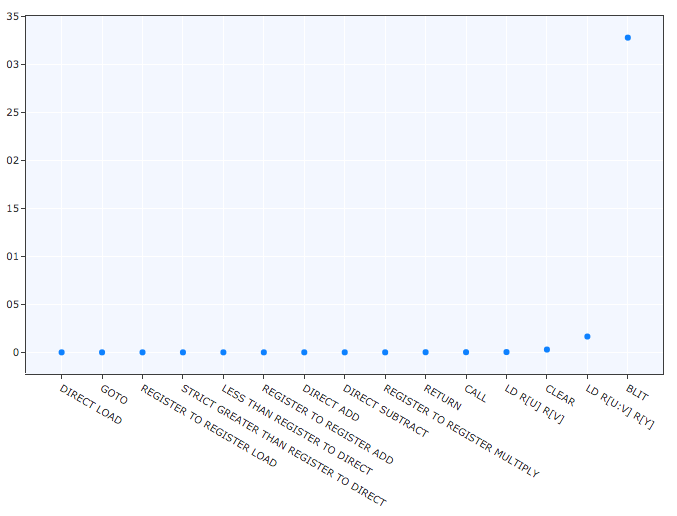 35
03
25
02
15
01
05
0
DIRECT LOAD
GOTO
REGISTER TO REGISTER LOAD
STRICT GREATER THAN REGISTER TO DIRECT
LESS THAN REGISTER TO DIRECT
REGISTER TO REGISTER ADD
DIRECT ADD
DIRECT SUBTRACT
REGISTER TO REGISTER MULTIPLY
RETURN
CALL
LD R[U] R[V]
CLEAR
LD R[U:V] R[Y]
BLIT